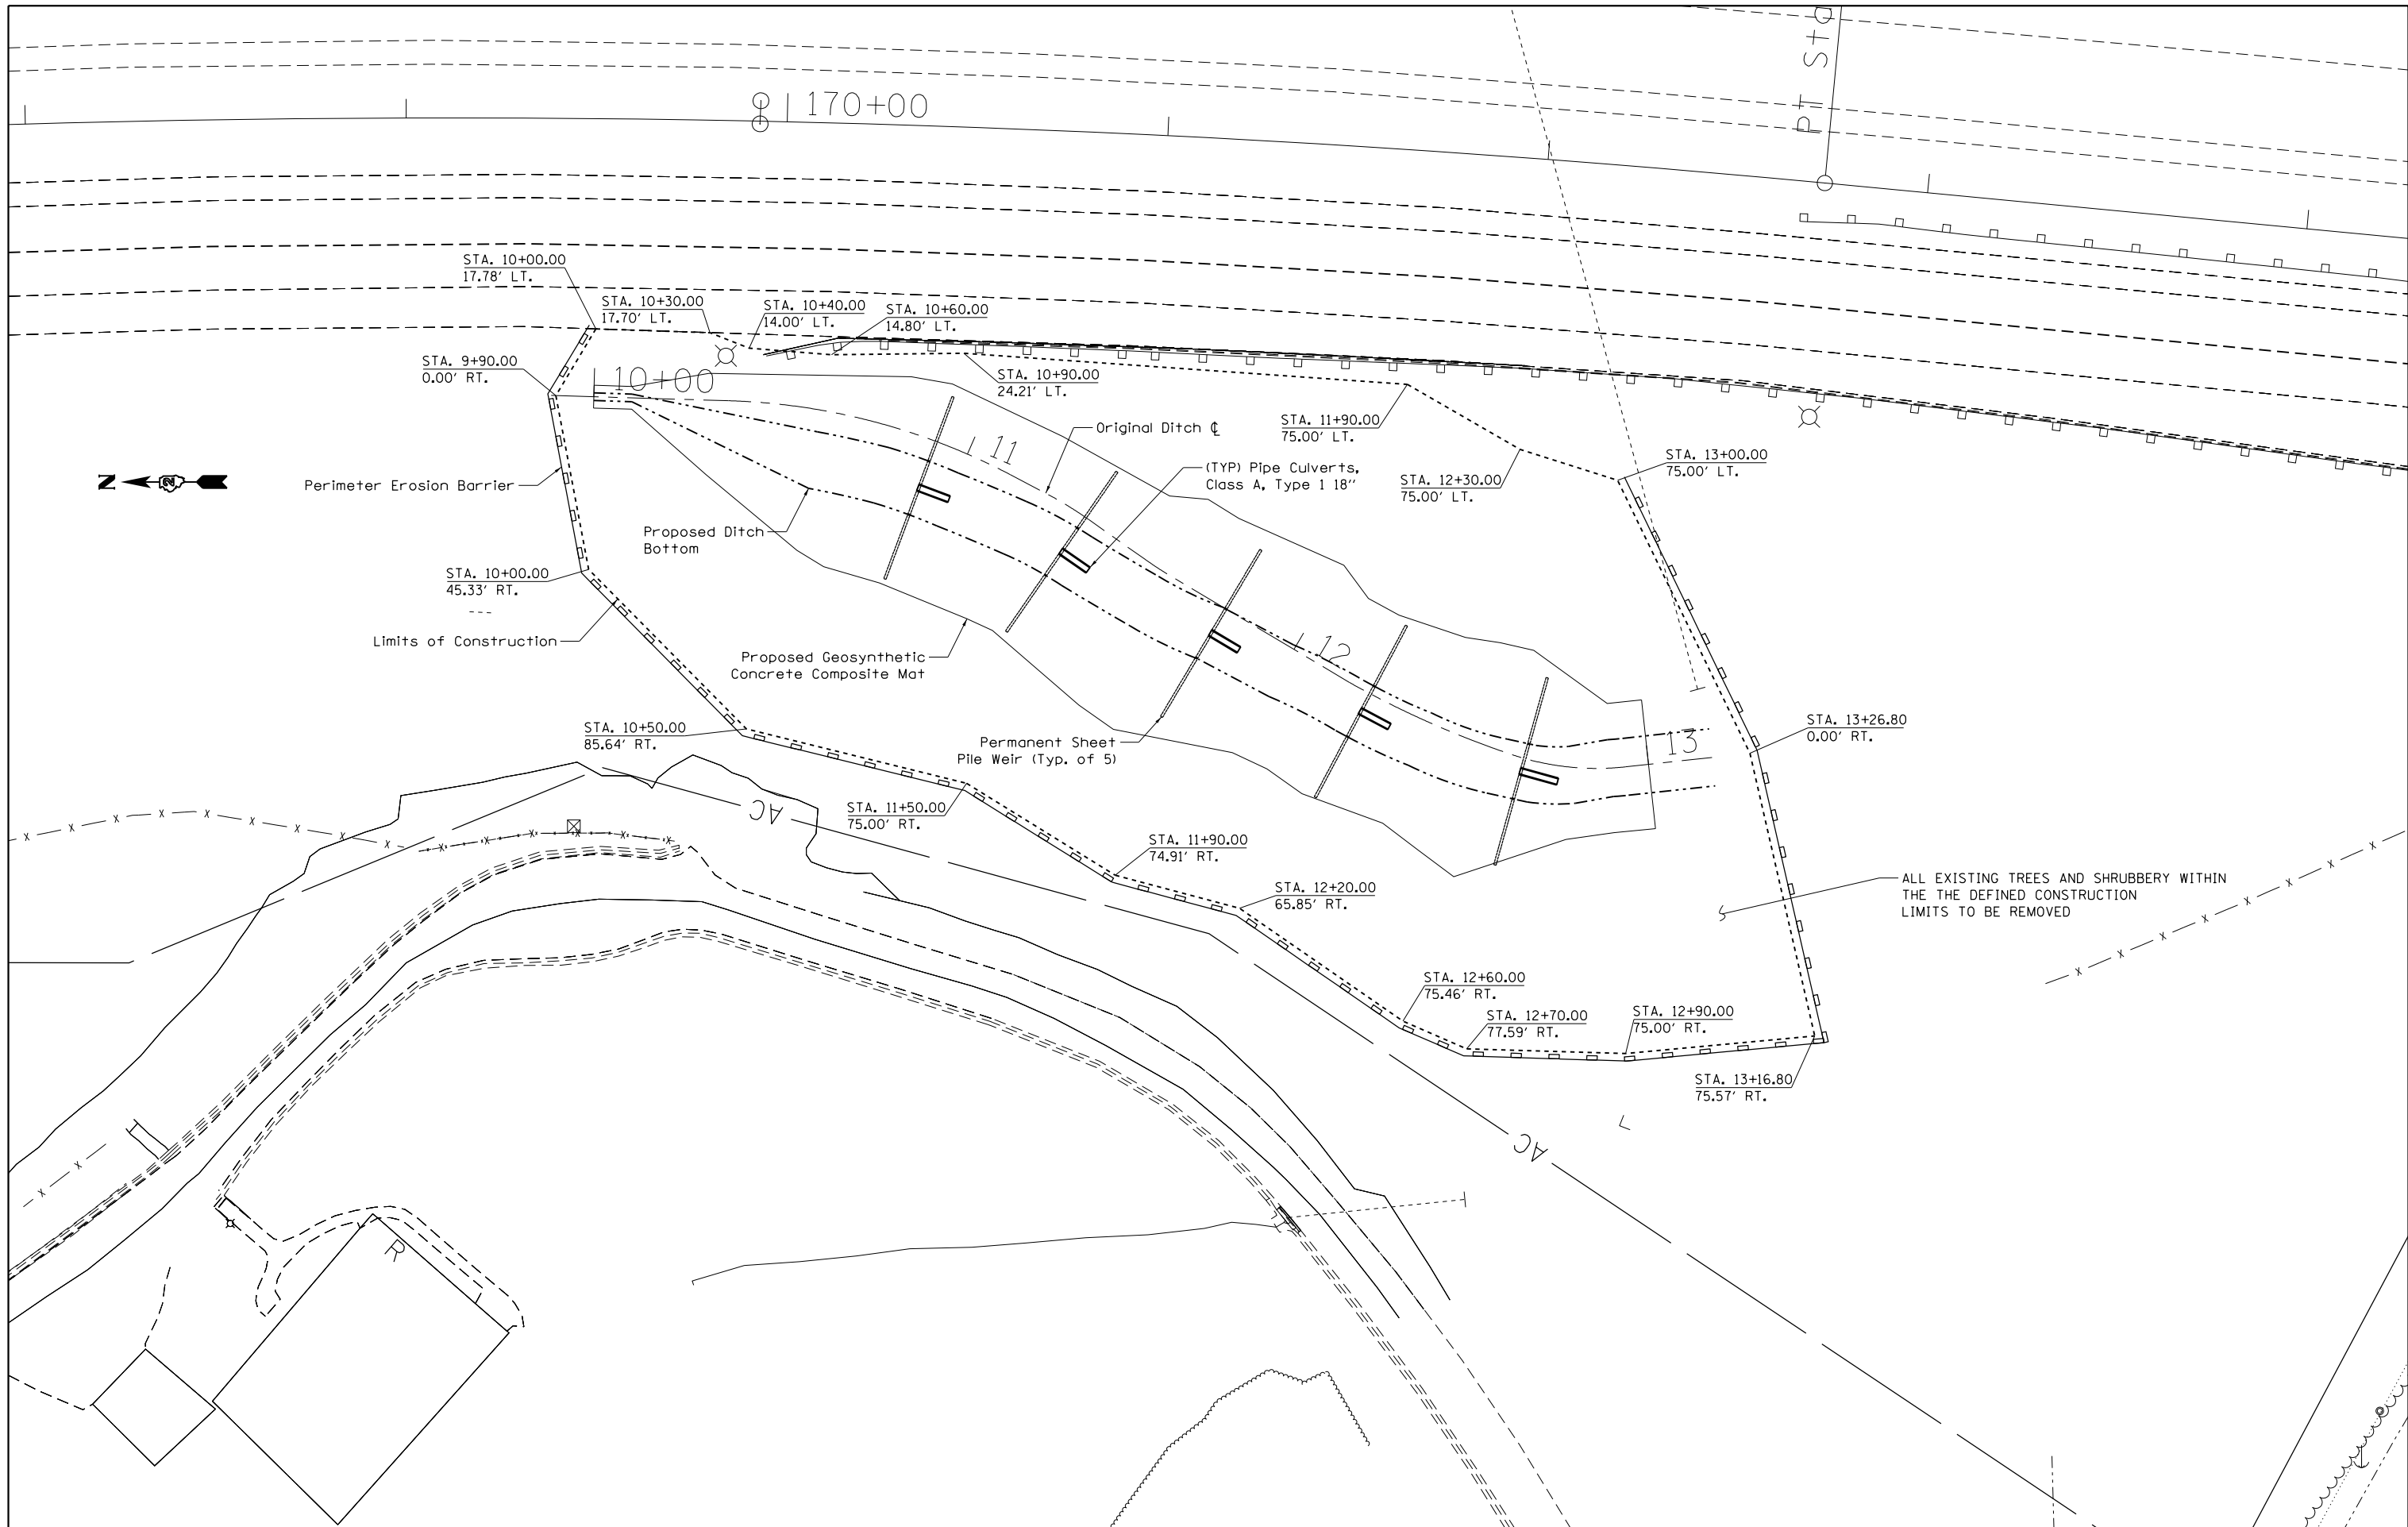 PT Sta
170+00
STA. 10+00.00
17.78' LT.
STA. 10+30.00
17.70' LT.
STA. 10+40.00
14.00' LT.
STA. 10+60.00
14.80' LT.
STA. 9+90.00
0.00' RT.
10+00
STA. 10+90.00
24.21' LT.
STA. 11+90.00
75.00' LT.
Original Ditch ℄
11
STA. 13+00.00
75.00' LT.
(TYP) Pipe Culverts,
Class A, Type 1 18"
STA. 12+30.00
75.00' LT.
N
Perimeter Erosion Barrier
Proposed Ditch
Bottom
STA. 10+00.00
45.33' RT.
Limits of Construction
12
Proposed Geosynthetic
Concrete Composite Mat
STA. 10+50.00
85.64' RT.
Permanent Sheet
Pile Weir (Typ. of 5)
13
STA. 13+26.80
0.00' RT.
AC
STA. 11+50.00
75.00' RT.
STA. 11+90.00
74.91' RT.
STA. 12+20.00
65.85' RT.
ALL EXISTING TREES AND SHRUBBERY WITHIN
THE THE DEFINED CONSTRUCTION
LIMITS TO BE REMOVED
STA. 12+60.00
75.46' RT.
STA. 12+70.00
77.59' RT.
STA. 12+90.00
75.00' RT.
STA. 13+16.80
75.57' RT.
AC
R